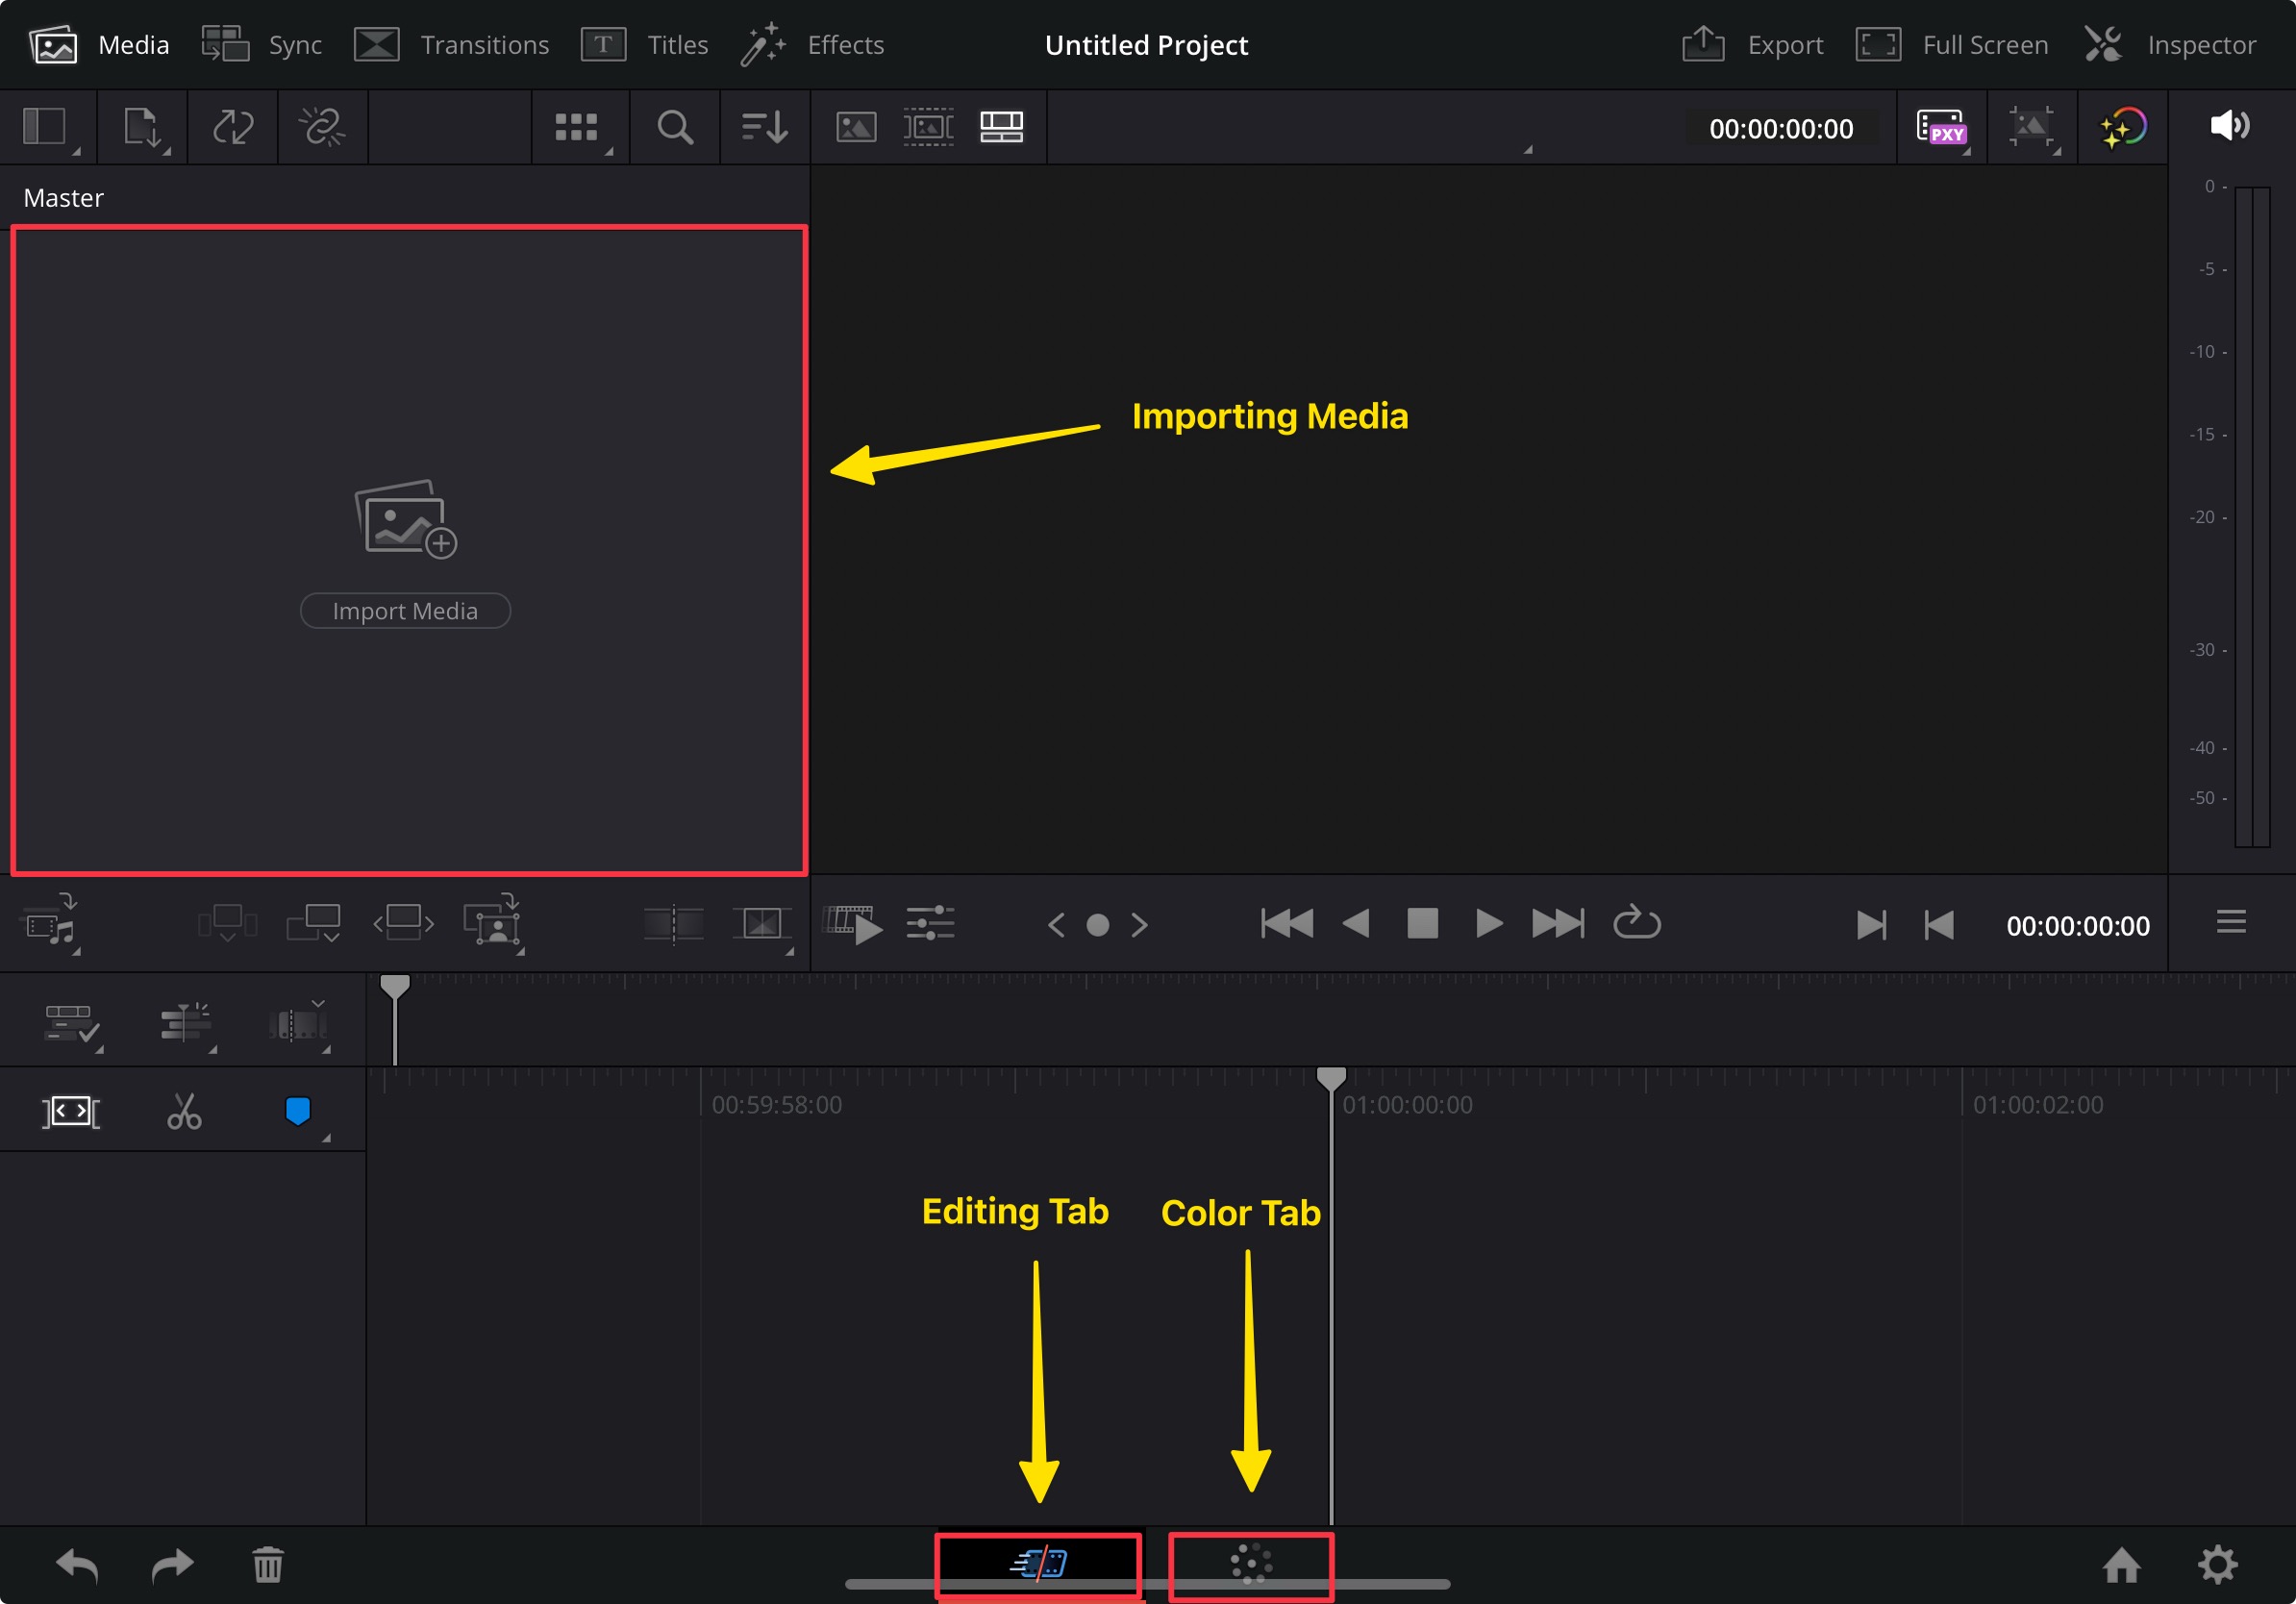 Media
Sync
Transitions
T
Titles
Effects
Untitled Project
Export
Full Screen
Inspector
00:00:00:00
PXY
Master
0
-5
-10
-15
-20
-30
-40
-50
Importing Media
Import Media
00:00:00:00
00:59:58:00
01:00:00:00
01:00:02:00
Editing Tab
Color Tab